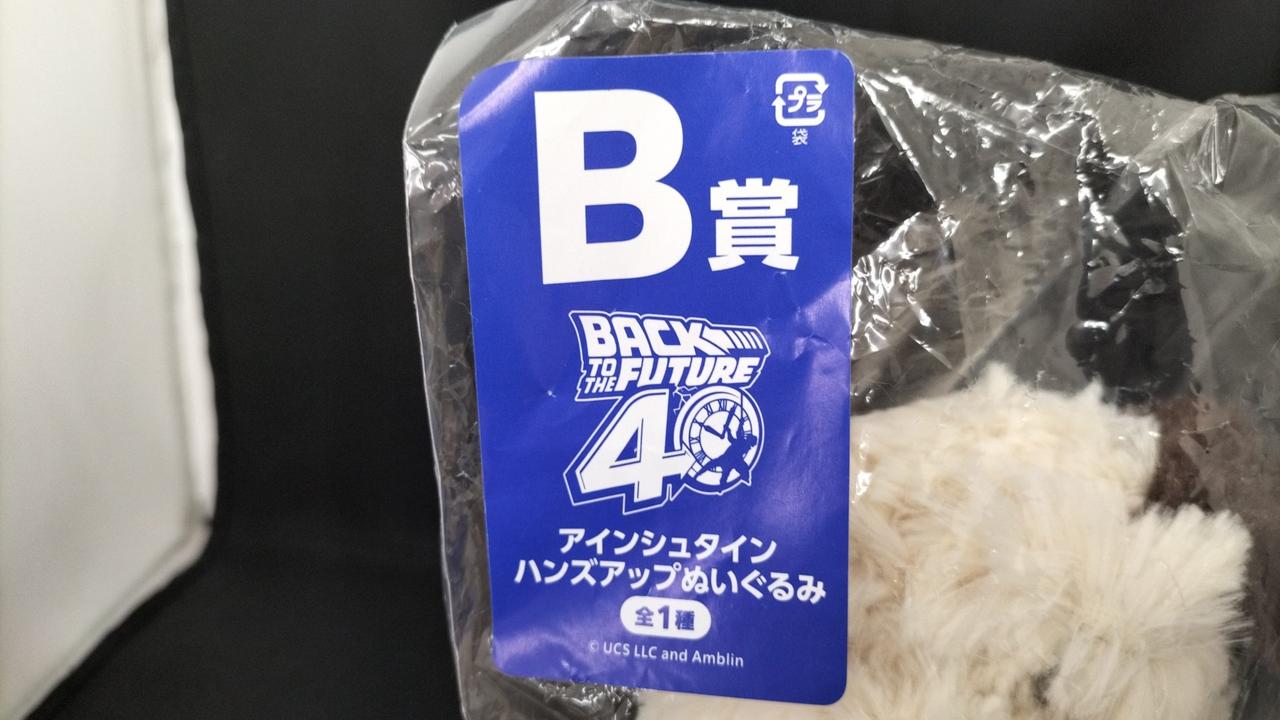 プラ
袋
B賞
BACK
TO THE FUTURE
40
アインシュタイン
ハンズアップぬいぐるみ
全1種
© UCS LLC and Amblin